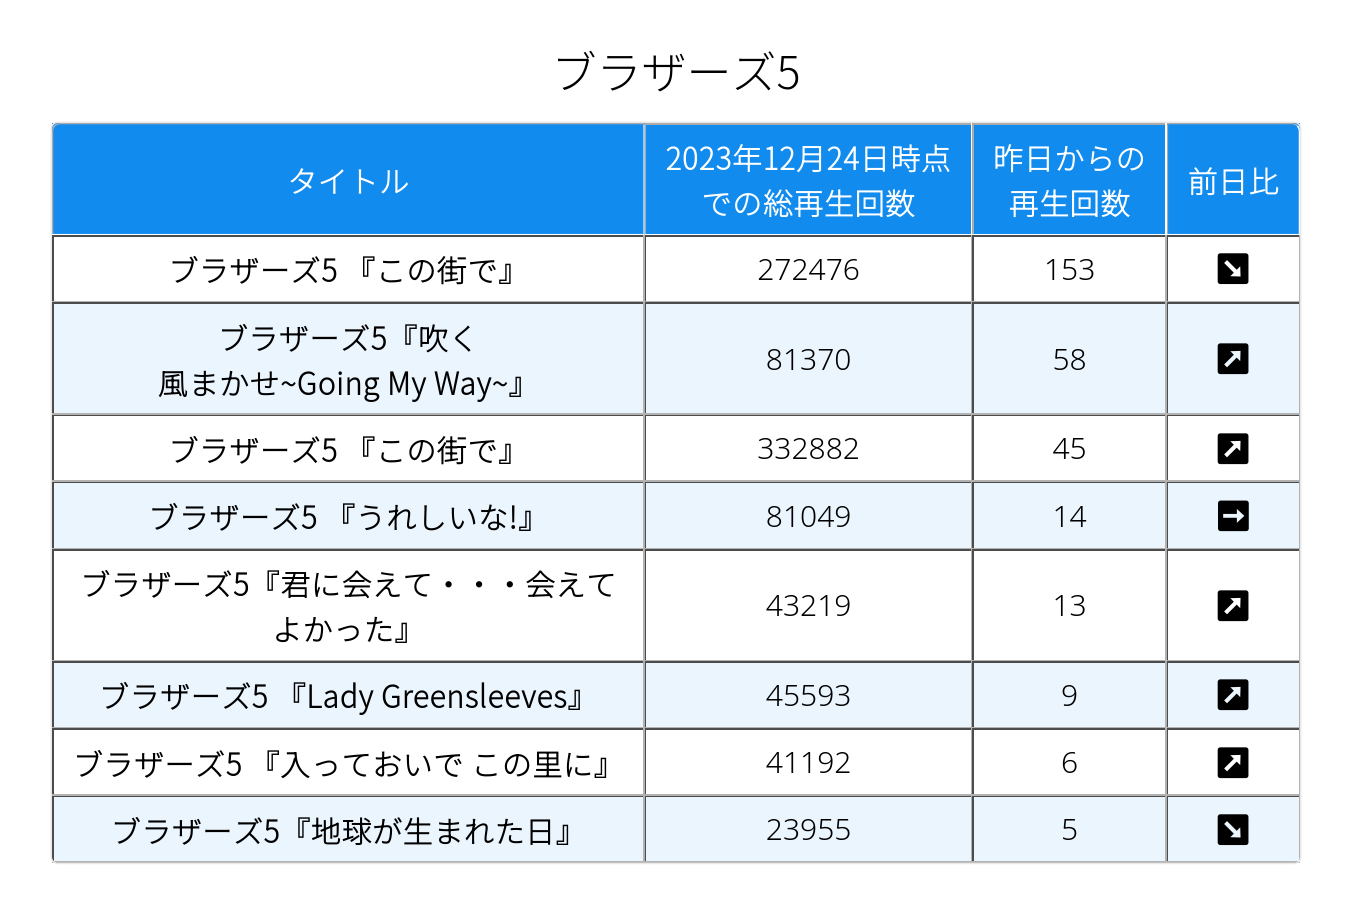 ブラザーズ5
タイトル
2023年12月24日時点
での総再生回数
昨日からの
再生回数
前日比
ブラザーズ5 『この街で』
272476
153
↘
ブラザーズ5『吹く
風まかせ~Going My Way~』
81370
58
↗
ブラザーズ5 『この街で』
332882
45
↗
ブラザーズ5 『うれしいな!』
81049
14
→
ブラザーズ5『君に会えて・・・会えて
よかった』
43219
13
↗
ブラザーズ5 『Lady Greensleeves』
45593
9
↗
ブラザーズ5 『入っておいで この里に』
41192
6
↗
ブラザーズ5『地球が生まれた日』
23955
5
↘